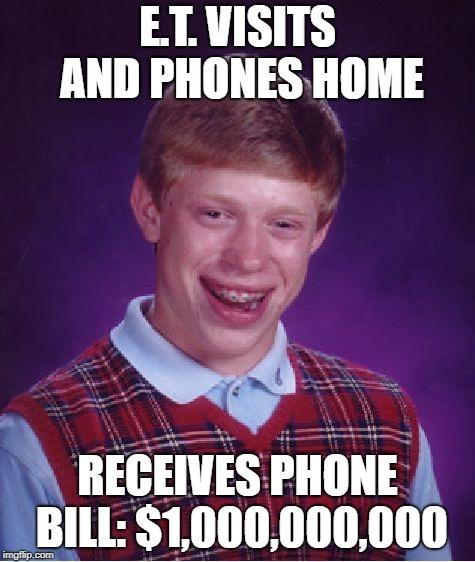 E.T. VISITS
AND PHONES HOME
RECEIVES PHONE
BILL: $1,000,000,000
imgflip.com